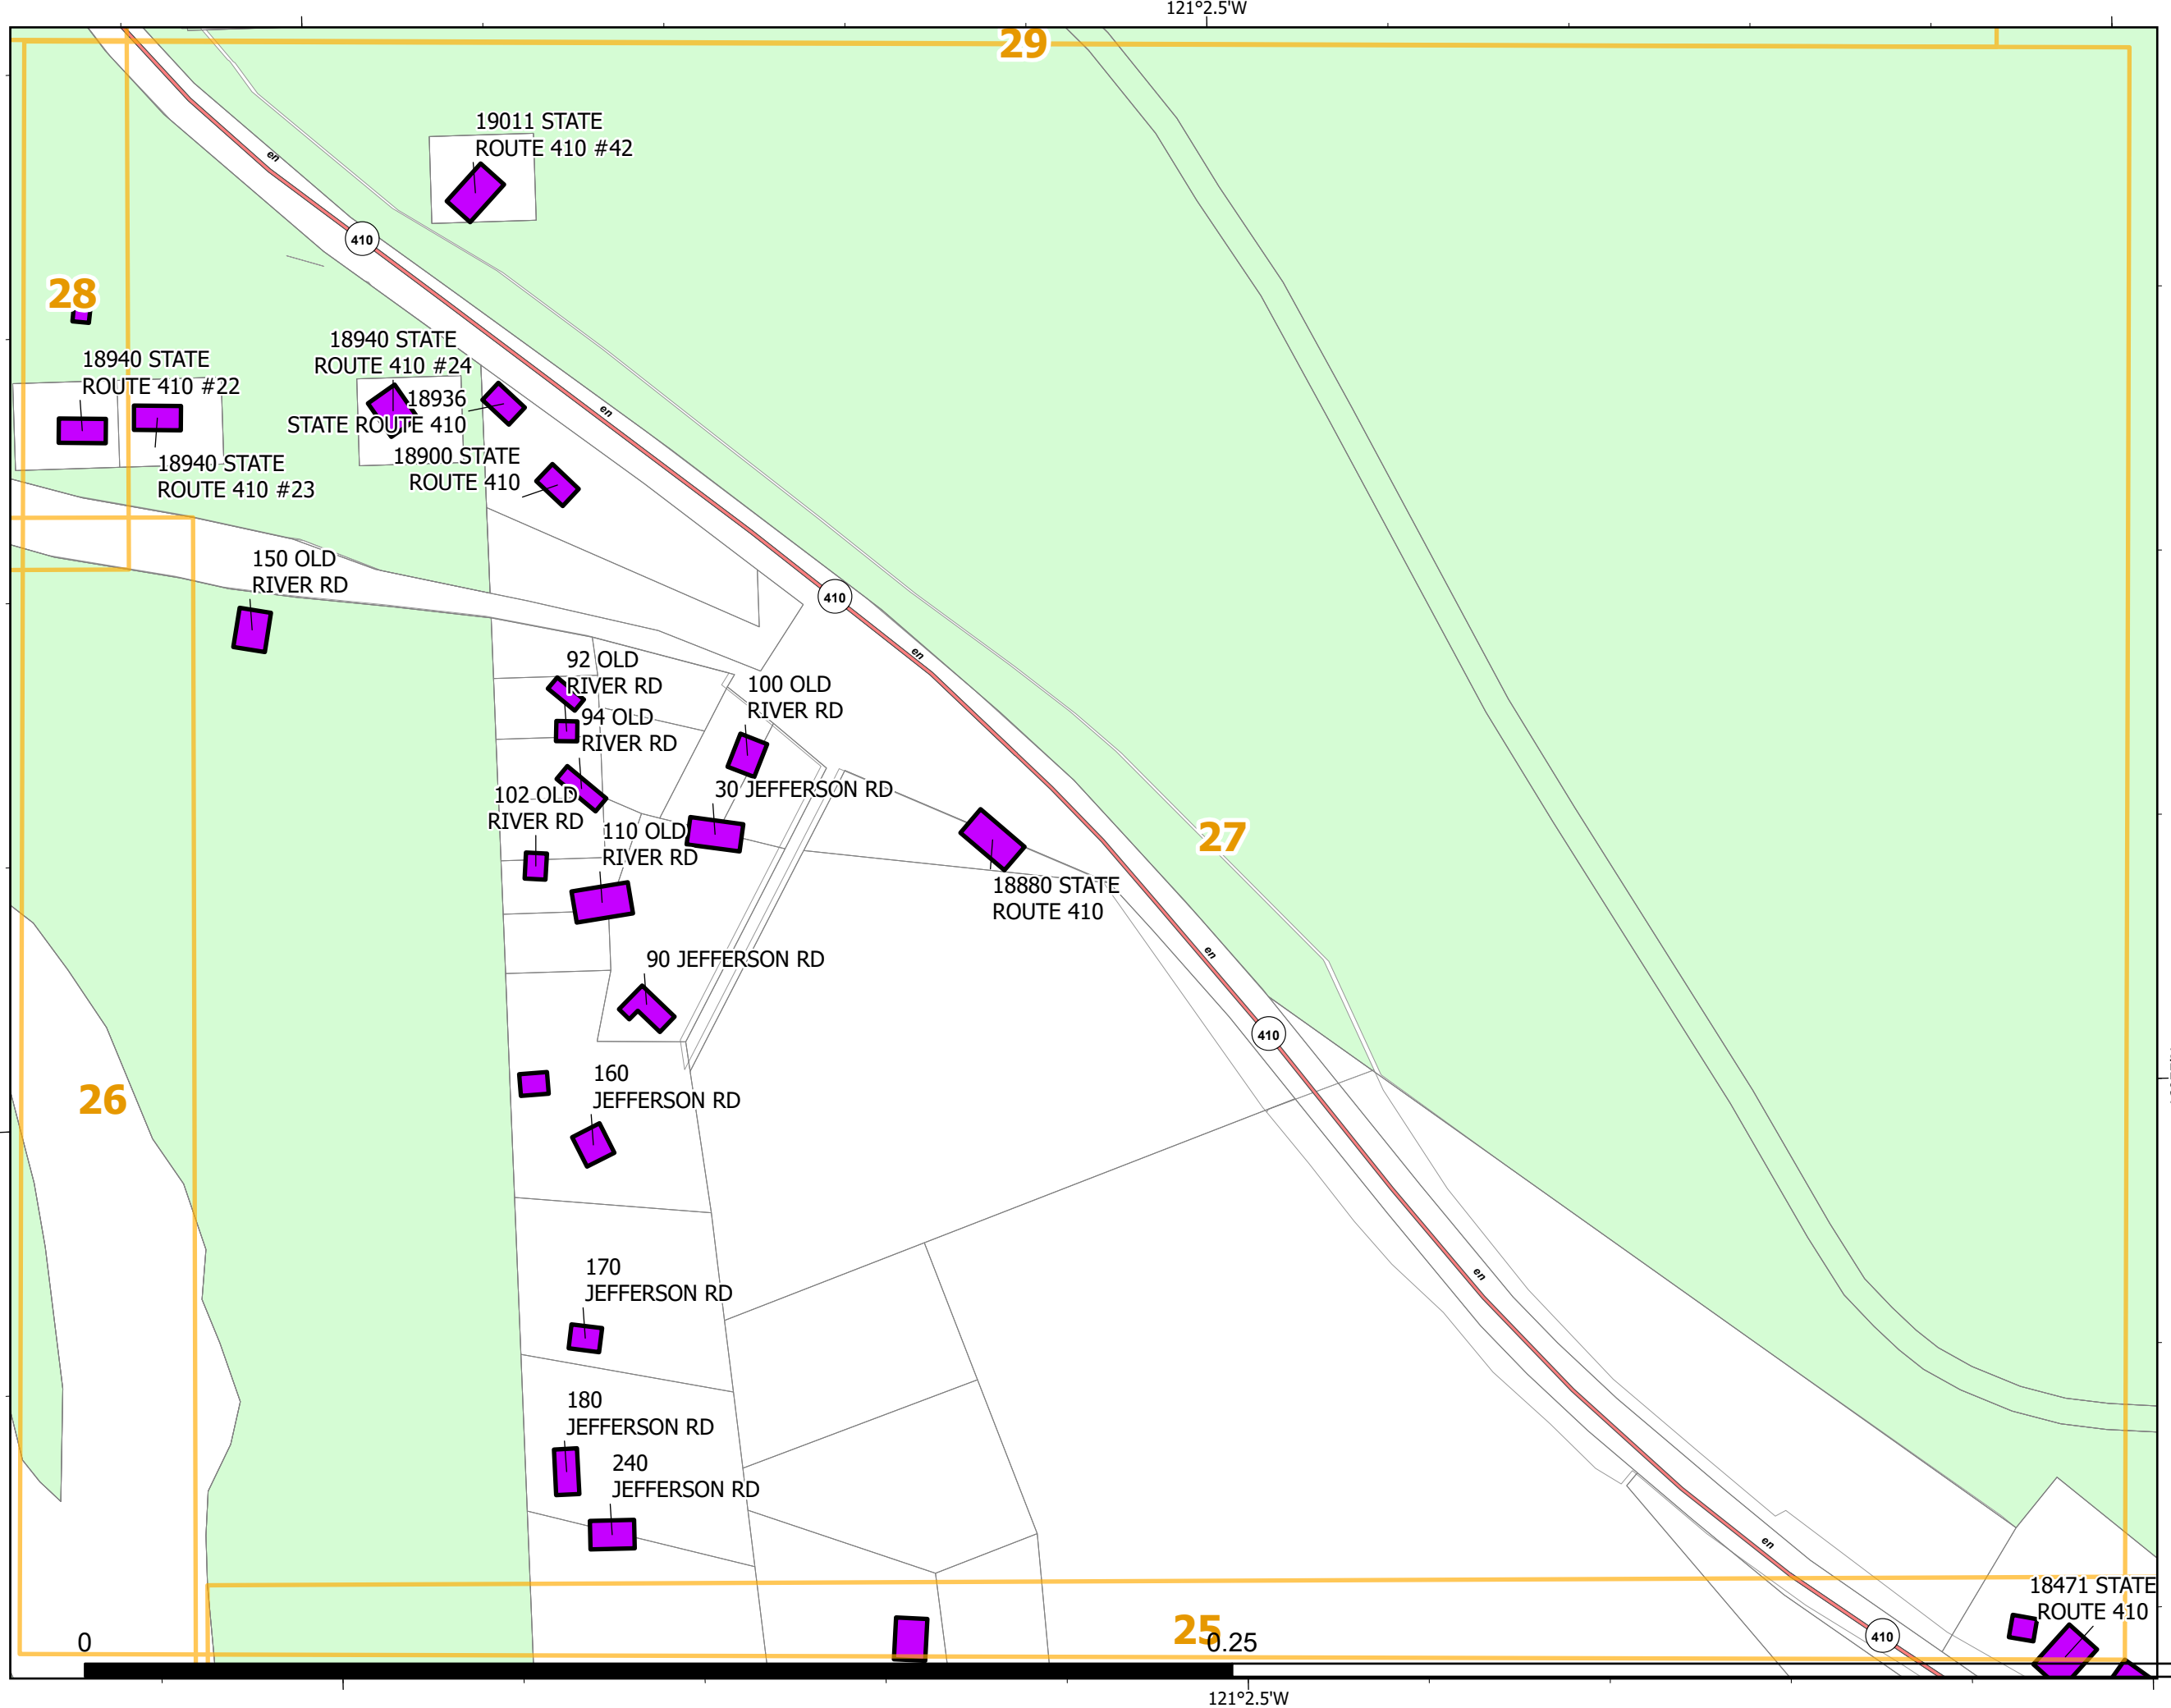 121°2.5'W
29
19011 STATE
ROUTE 410 #42
en
410
28
18940 STATE
ROUTE 410 #24
18940 STATE
ROUTE 410 #22
18936
STATE ROUTE 410
en
18900 STATE
ROUTE 410
18940 STATE
ROUTE 410 #23
150 OLD
RIVER RD
410
en
92 OLD
RIVER RD
100 OLD
RIVER RD
94 OLD
RIVER RD
30 JEFFERSON RD
102 OLD
RIVER RD
110 OLD
RIVER RD
27
18880 STATE
ROUTE 410
90 JEFFERSON RD
en
410
160
JEFFERSON RD
26
170
JEFFERSON RD
en
180
JEFFERSON RD
240
JEFFERSON RD
en
18471 STATE
ROUTE 410
25
410
0
0.25
121°2.5'W